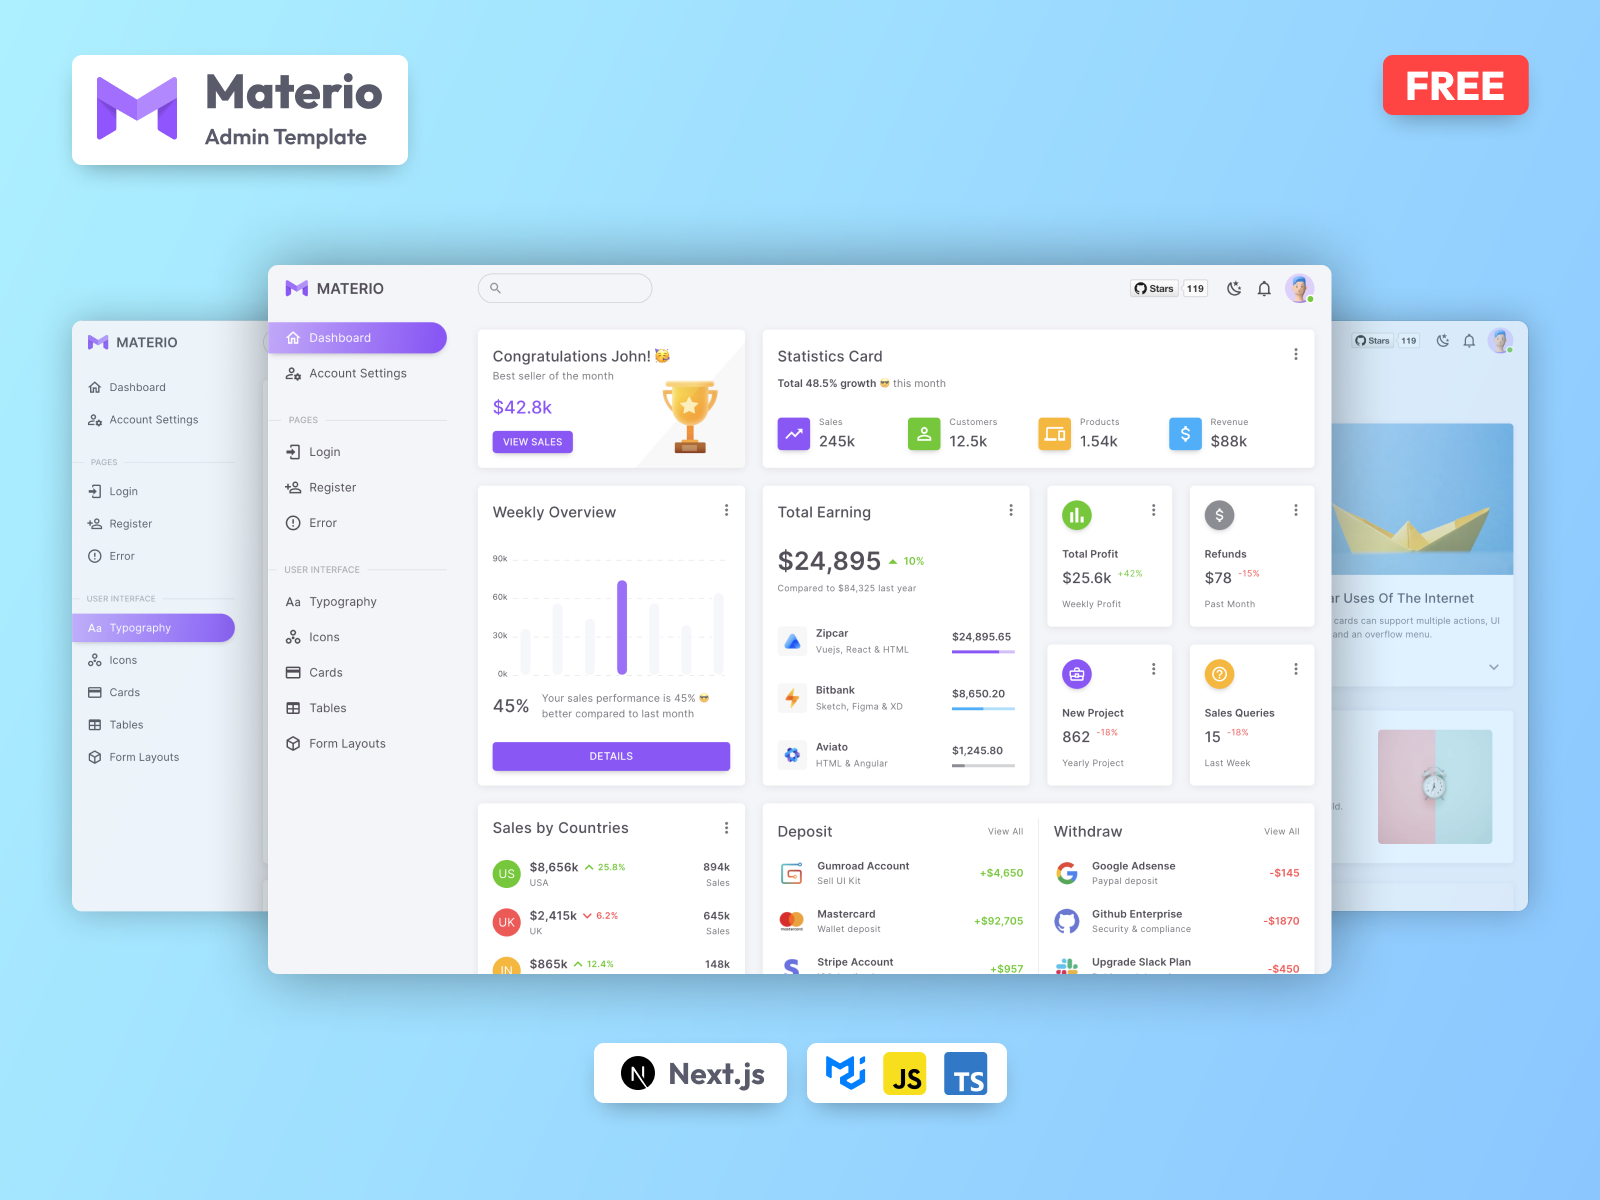 Materio
Admin Template
FREE
MATERIO
Dashboard
Account Settings
PAGES
Login
Register
Error
USER INTERFACE
Aa Typography
Icons
Cards
Tables
Form Layouts
MATERIO
Dashboard
Account Settings
PAGES
Login
Register
Error
USER INTERFACE
Aa Typography
Icons
Cards
Tables
Form Layouts
Stars 119
Congratulations John! 🥳
Best seller of the month
$42.8k
VIEW SALES
Statistics Card
Total 48.5% growth 😎 this month
Sales
245k
Customers
12.5k
Products
1.54k
Revenue
$ $88k
Weekly Overview
90k
60k
30k
0k
45%
Your sales performance is 45% 😎
better compared to last month
DETAILS
Total Earning
$24,895 10%
Compared to $84,325 last year
Zipcar
Vuejs, React & HTML
$24,895.65
Bitbank
Sketch, Figma & XD
$8,650.20
Aviato
HTML & Angular
$1,245.80
Total Profit
$25.6k +42%
Weekly Profit
$
Refunds
$78 -15%
Past Month
New Project
862 -18%
Yearly Project
Sales Queries
15 -18%
Last Week
Sales by Countries
US $8,656k 25.8% 894k
USA Sales
UK $2,415k 6.2% 645k
UK Sales
IN $865k 12.4% 148k
Deposit View All
Gumroad Account
Sell UI Kit
+$4,650
Mastercard
Wallet deposit
+$92,705
Stripe Account
+$957
Withdraw View All
Google Adsense
Paypal deposit
-$145
Github Enterprise
Security & compliance
-$1870
Upgrade Slack Plan
-$450
Stars 119
Uses Of The Internet
cards can support multiple actions, UI
and an overflow menu.
N Next.js
JS
TS